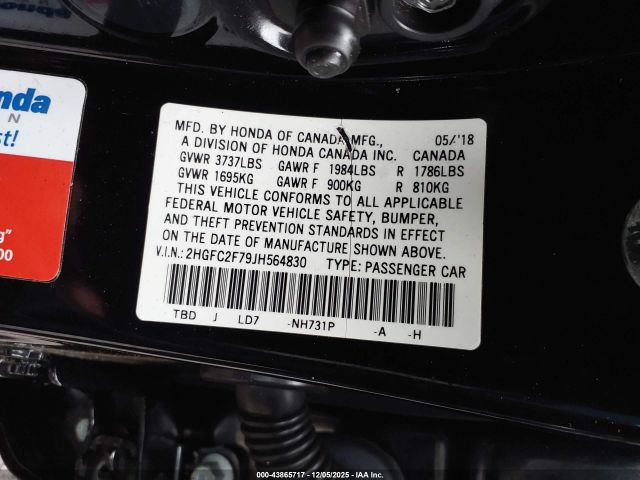 nda
N
st!
g"
00
MFD. BY HONDA OF CANADA MFG., 05/'18
A DIVISION OF HONDA CANADA INC. CANADA
GVWR 3737LBS GAWR F 1984LBS R 1786LBS
GVWR 1695KG GAWR F 900KG R 810KG
THIS VEHICLE CONFORMS TO ALL APPLICABLE
FEDERAL MOTOR VEHICLE SAFETY, BUMPER,
AND THEFT PREVENTION STANDARDS IN EFFECT
ON THE DATE OF MANUFACTURE SHOWN ABOVE.
V.I.N.: 2HGFC2F79JH564830 TYPE: PASSENGER CAR
TBD J LD7 -NH731P -A -H
000-43865717 - 12/05/2025 - IAA Inc.